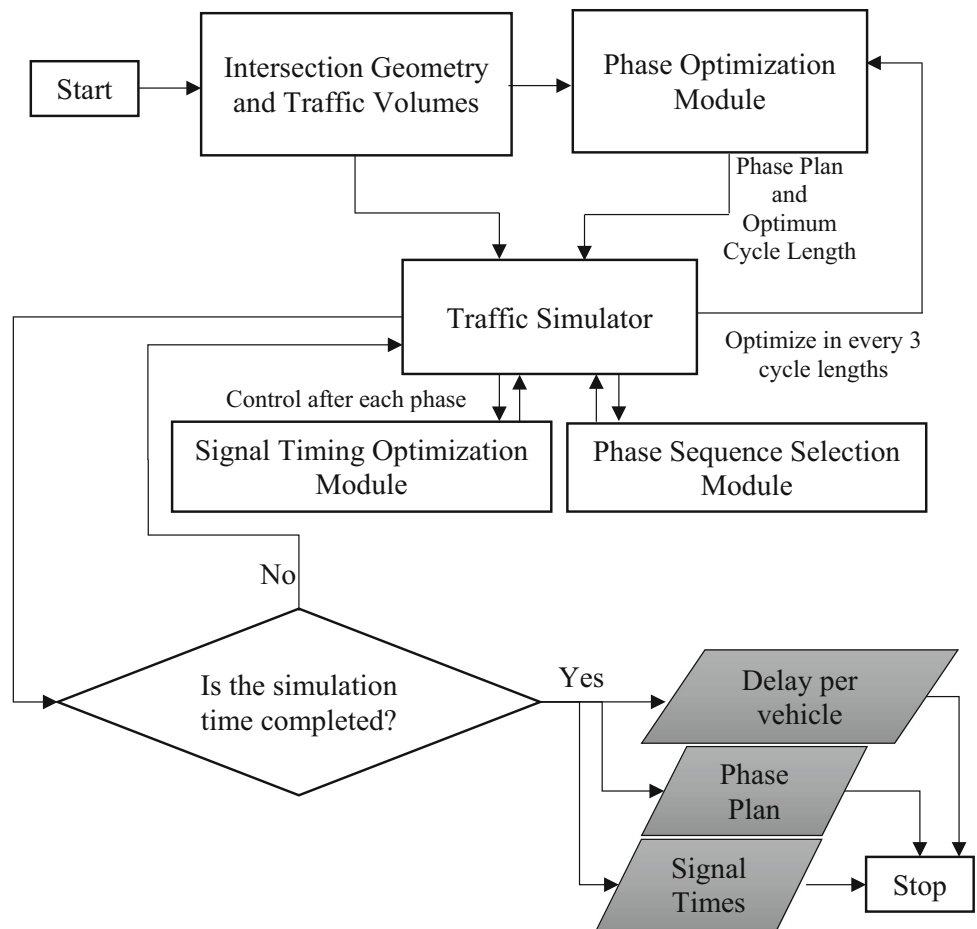 Start
Intersection Geometry
and Traffic Volumes
Phase Optimization
Module
Phase Plan
and
Optimum
Cycle Length
Traffic Simulator
Optimize in every 3
cycle lengths
Control after each phase
Signal Timing Optimization
Module
Phase Sequence Selection
Module
No
Is the simulation
time completed?
Yes
Delay per
vehicle
Phase
Plan
Signal
Times
Stop